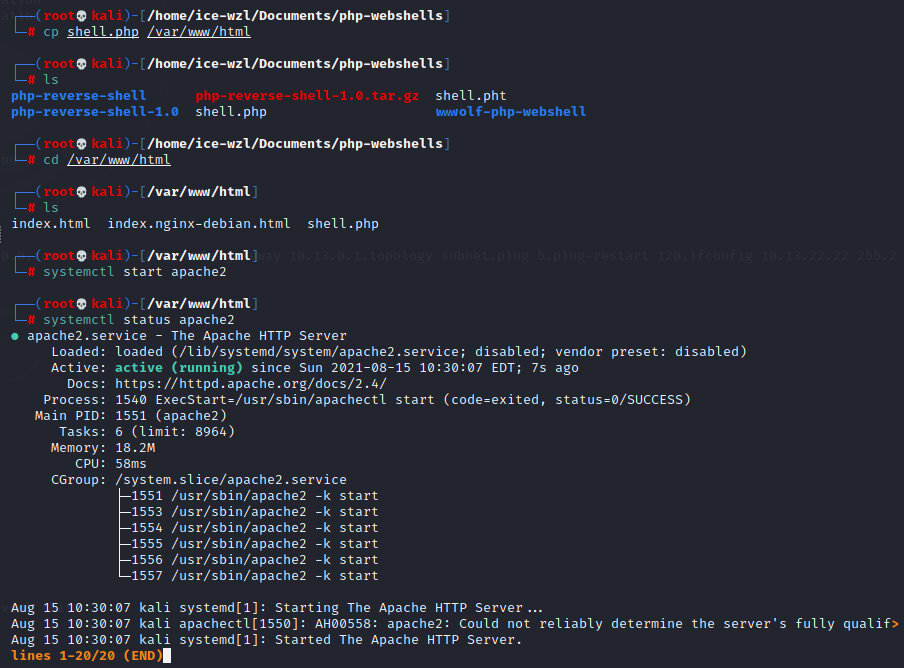 ┌──(root💀kali)-[/home/ice-wzl/Documents/php-webshells]
└─# cp shell.php /var/www/html
┌──(root💀kali)-[/home/ice-wzl/Documents/php-webshells]
└─# ls
php-reverse-shell      php-reverse-shell-1.0.tar.gz  shell.pht
php-reverse-shell-1.0  shell.php                     wwwolf-php-webshell
┌──(root💀kali)-[/home/ice-wzl/Documents/php-webshells]
└─# cd /var/www/html
┌──(root💀kali)-[/var/www/html]
└─# ls
index.html  index.nginx-debian.html  shell.php
┌──(root💀kali)-[/var/www/html]
└─# systemctl start apache2
┌──(root💀kali)-[/var/www/html]
└─# systemctl status apache2
● apache2.service - The Apache HTTP Server
     Loaded: loaded (/lib/systemd/system/apache2.service; disabled; vendor preset: disabled)
     Active: active (running) since Sun 2021-08-15 10:30:07 EDT; 7s ago
       Docs: https://httpd.apache.org/docs/2.4/
    Process: 1540 ExecStart=/usr/sbin/apachectl start (code=exited, status=0/SUCCESS)
   Main PID: 1551 (apache2)
      Tasks: 6 (limit: 8964)
     Memory: 18.2M
        CPU: 58ms
     CGroup: /system.slice/apache2.service
             ├─1551 /usr/sbin/apache2 -k start
             ├─1553 /usr/sbin/apache2 -k start
             ├─1554 /usr/sbin/apache2 -k start
             ├─1555 /usr/sbin/apache2 -k start
             ├─1556 /usr/sbin/apache2 -k start
             └─1557 /usr/sbin/apache2 -k start
Aug 15 10:30:07 kali systemd[1]: Starting The Apache HTTP Server...
Aug 15 10:30:07 kali apachectl[1550]: AH00558: apache2: Could not reliably determine the server's fully qualif>
Aug 15 10:30:07 kali systemd[1]: Started The Apache HTTP Server.
lines 1-20/20 (END)